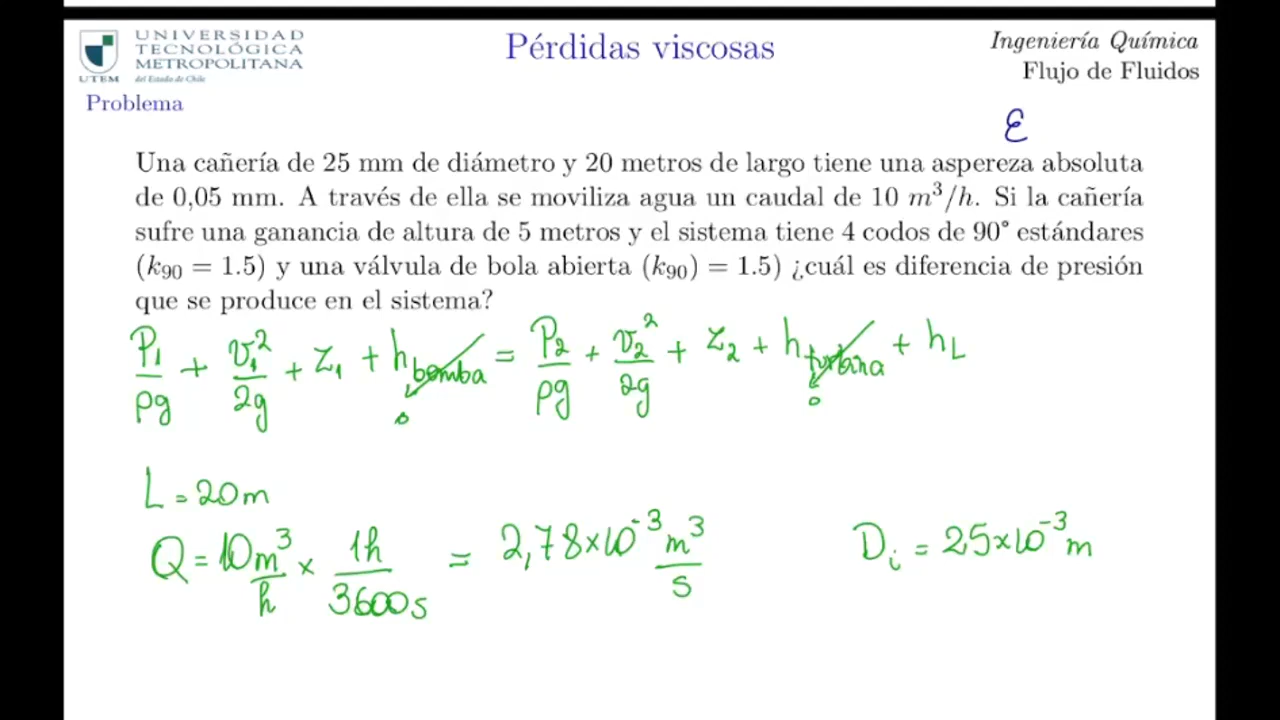 UNIVERSIDAD
TECNOLÓGICA
METROPOLITANA
UTEM del Estado de Chile
Pérdidas viscosas
Ingeniería Química
Flujo de Fluidos
Problema
ε
Una cañería de 25 mm de diámetro y 20 metros de largo tiene una aspereza absoluta
de 0,05 mm. A través de ella se moviliza agua un caudal de 10 m³/h. Si la cañería
sufre una ganancia de altura de 5 metros y el sistema tiene 4 codos de 90° estándares
(k₉₀ = 1.5) y una válvula de bola abierta (k₉₀) = 1.5) ¿cuál es diferencia de presión
que se produce en el sistema?
P₁/ρg + v₁²/2g + z₁ + h bomba = P₂/ρg + v₂²/2g + z₂ + h turbina + h_L
0 0
L = 20m
Q = 10 m³/h × 1h/3600s = 2,78×10⁻³ m³/s
D_i = 25×10⁻³ m